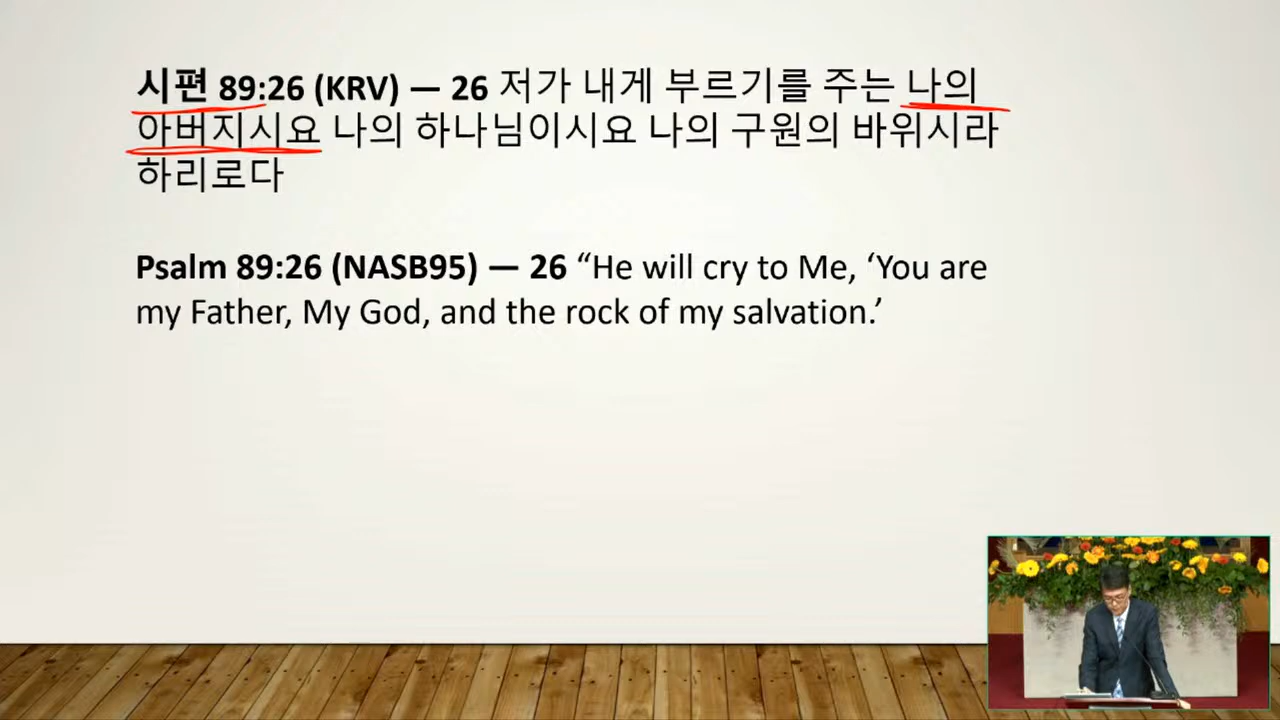 시편 89:26 (KRV) — 26 저가 내게 부르기를 주는 나의
아버지시요 나의 하나님이시요 나의 구원의 바위시라
하리로다
Psalm 89:26 (NASB95) — 26 “He will cry to Me, ‘You are
my Father, My God, and the rock of my salvation.’